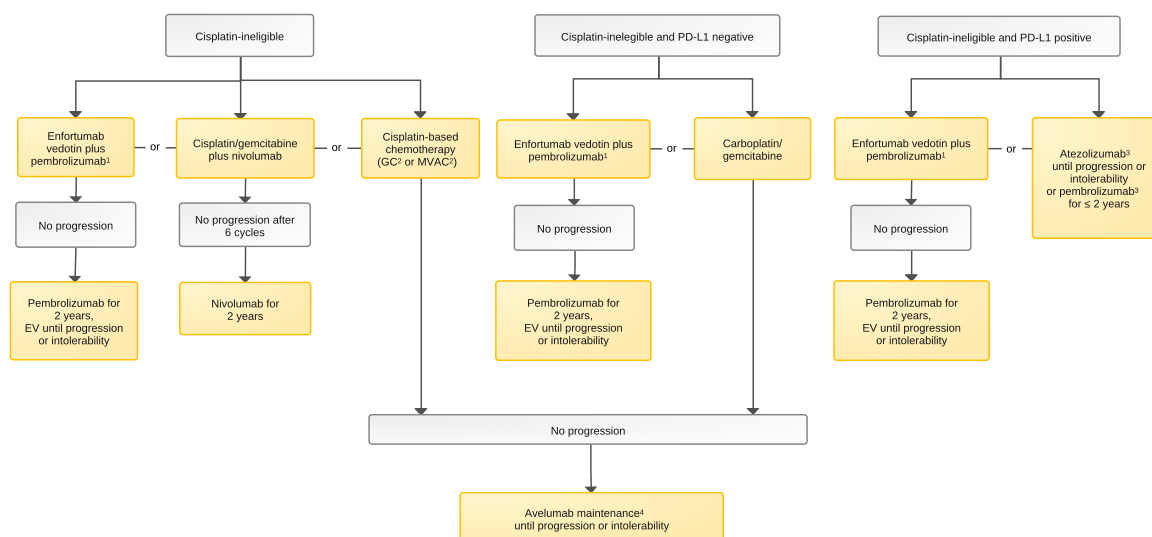 Cisplatin-ineligible
Cisplatin-inelegible and PD-L1 negative
Cisplatin-ineligible and PD-L1 positive
Enfortumab
vedotin plus
pembrolizumab¹
or
Cisplatin/gemcitabine
plus nivolumab
or
Cisplatin-based
chemotherapy
(GC² or MVAC²)
Enfortumab vedotin plus
pembrolizumab¹
or
Carboplatin/
gemcitabine
Enfortumab vedotin plus
pembrolizumab¹
or
Atezolizumab³
until progression or
intolerability
or pembrolizumab³
for ≤ 2 years
No progression
No progression after
6 cycles
No progression
No progression
Pembrolizumab for
2 years,
EV until progression
or intolerability
Nivolumab for
2 years
Pembrolizumab for
2 years,
EV until progression
or intolerability
Pembrolizumab for
2 years,
EV until progression
or intolerability
No progression
Avelumab maintenance⁴
until progression or intolerability